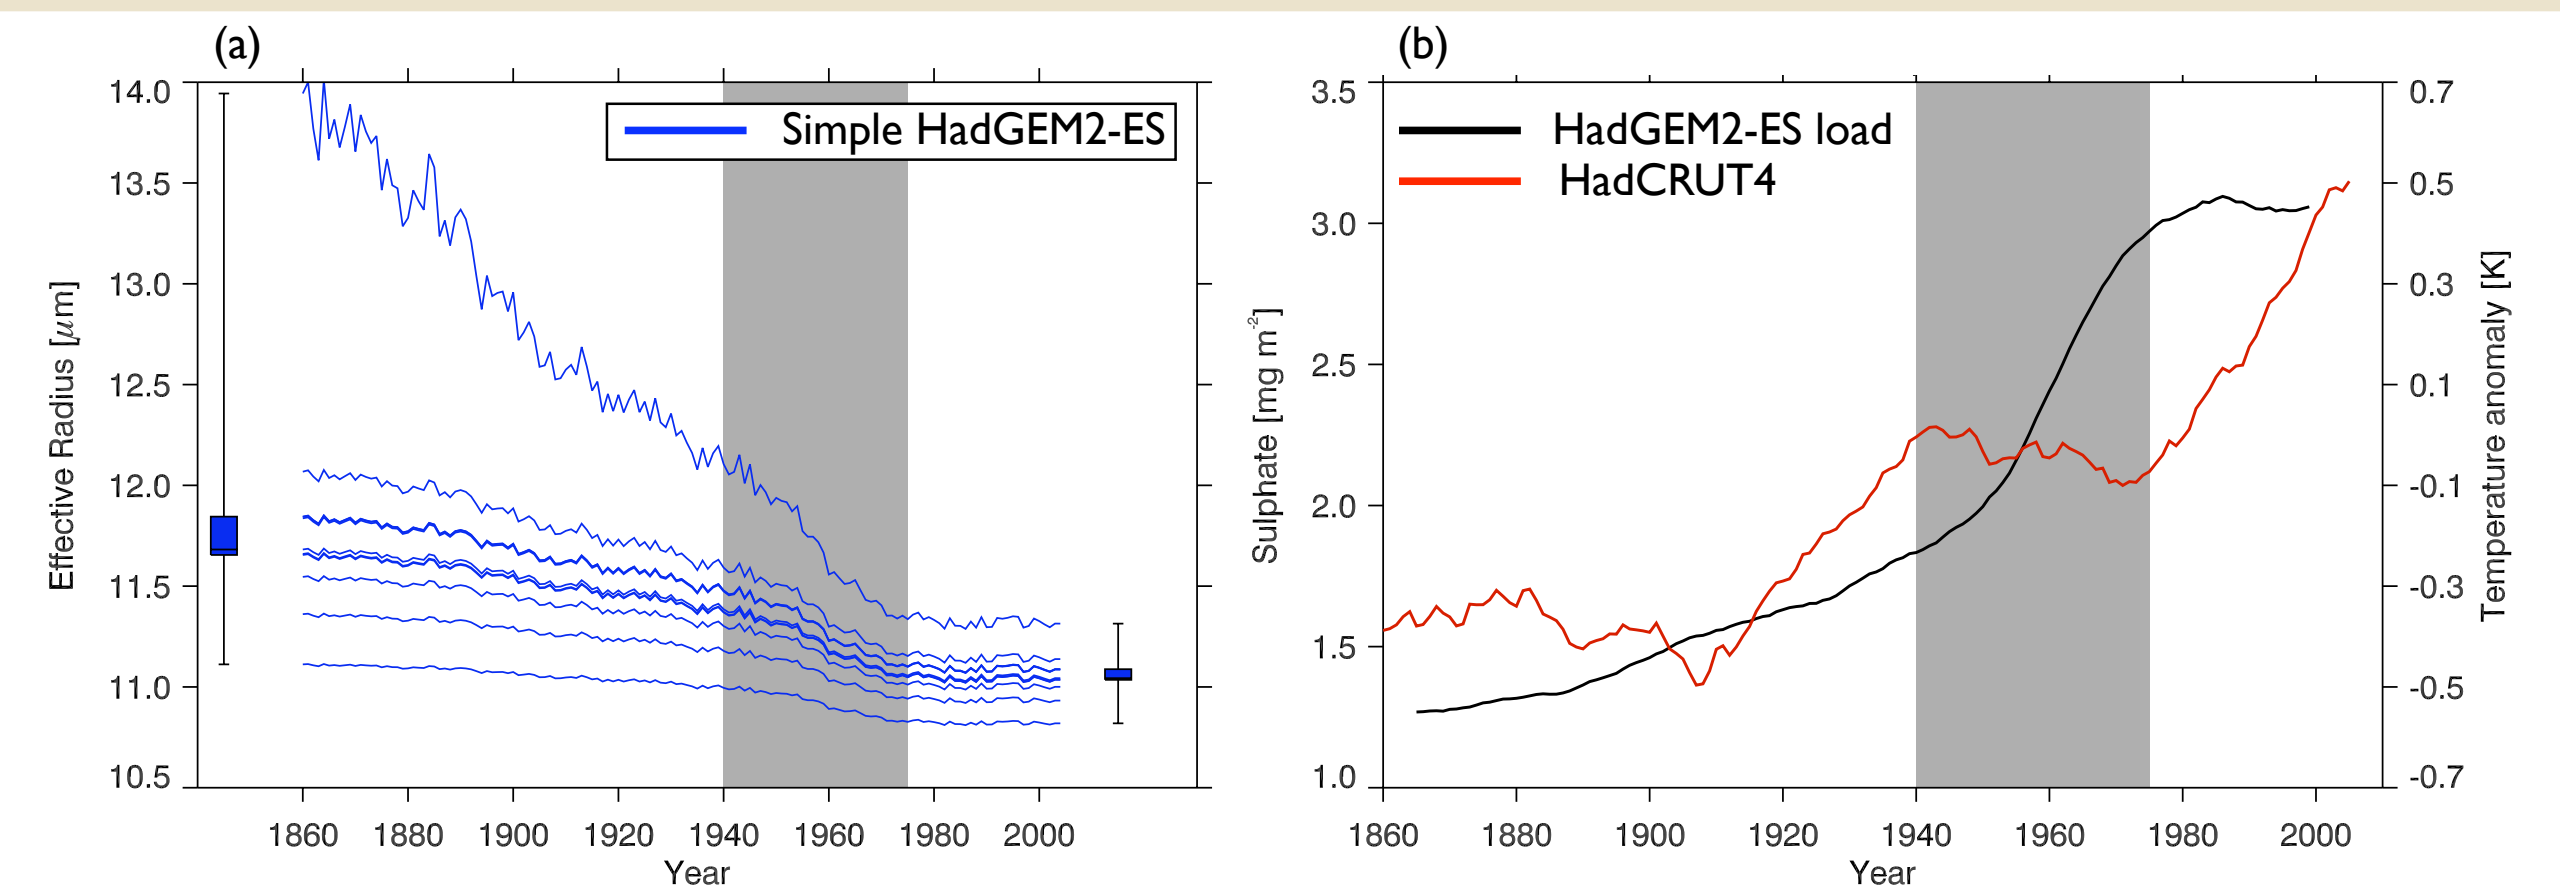 (a)
14.0
13.5
13.0
12.5
12.0
11.5
11.0
10.5
Effective Radius [μm]
Simple HadGEM2-ES
1860 1880 1900 1920 1940 1960 1980 2000
Year
(b)
3.5
3.0
2.5
2.0
1.5
1.0
Sulphate [mg m-2]
HadGEM2-ES load
HadCRUT4
0.7
0.5
0.3
0.1
-0.1
-0.3
-0.5
-0.7
Temperature anomaly [K]
1860 1880 1900 1920 1940 1960 1980 2000
Year